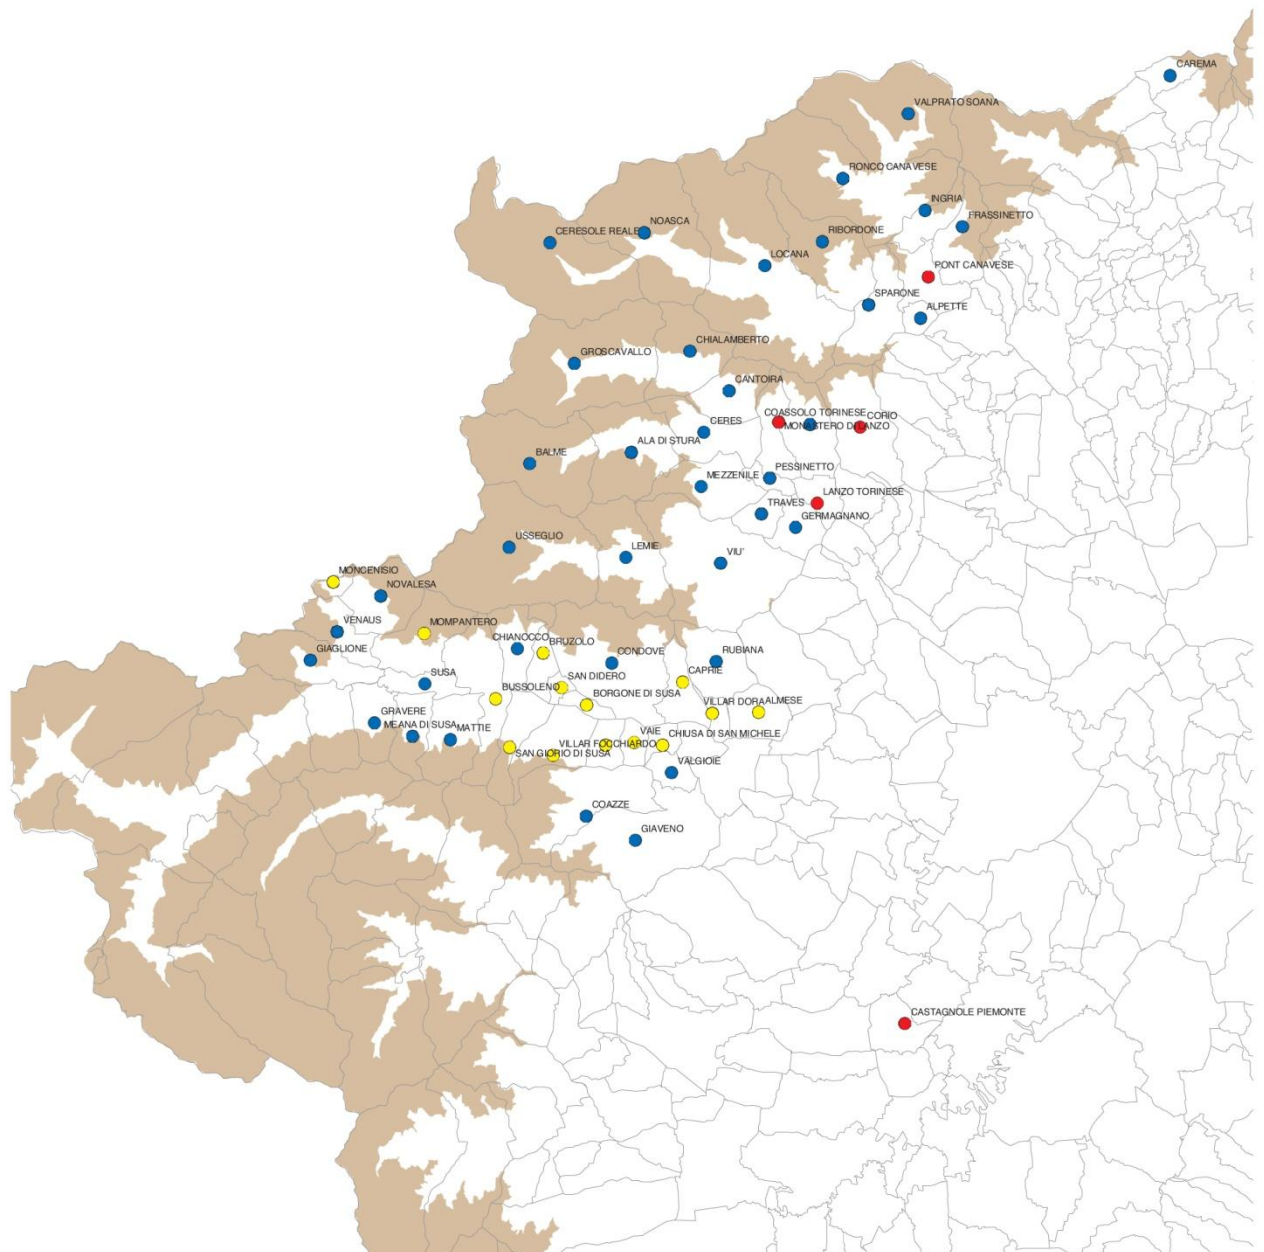 CAREMA
VALPRATO SOANA
RONCO CANAVESE
INGRIA
FRASSINETTO
NOASCA
CERESOLE REALE
RIBORDONE
LOCANA
PONT CANAVESE
SPARONE
ALPETTE
CHIALAMBERTO
GROSCAVALLO
CANTOIRA
COASSOLO TORINESE
CORIO
CERES
MONASTERO DI LANZO
ALA DI STURA
BALME
PESSINETTO
MEZZENILE
LANZO TORINESE
TRAVES
GERMAGNANO
USSEGLIO
LEMIE
VIU'
MONCENISIO
NOVALESA
VENAUS
MOMPANTERO
CHIANOCCO
BRUZOLO
GIAGLIONE
CONDOVE
RUBIANA
SUSA
SAN DIDERO
CAPRIE
BUSSOLENO
BORGONE DI SUSA
VILLAR DORA
ALMESE
GRAVERE
MEANA DI SUSA
MATTIE
VAIE
CHIUSA DI SAN MICHELE
VILLAR FOCCHIARDO
SAN GIORIO DI SUSA
VALGIOIE
COAZZE
GIAVENO
CASTAGNOLE PIEMONTE